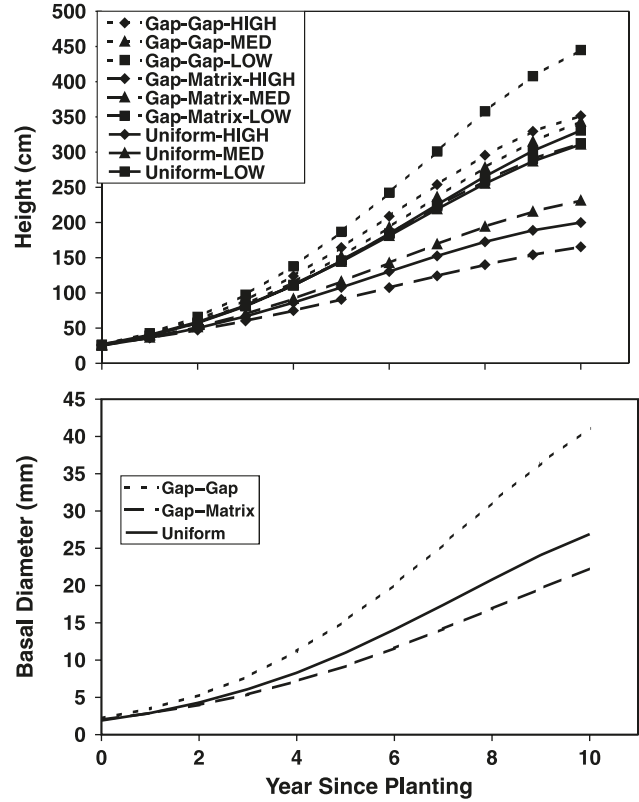 500
450
400
350
300
250
200
150
100
50
0
Height (cm)
Gap-Gap-HIGH
Gap-Gap-MED
Gap-Gap-LOW
Gap-Matrix-HIGH
Gap-Matrix-MED
Gap-Matrix-LOW
Uniform-HIGH
Uniform-MED
Uniform-LOW
45
40
35
30
25
20
15
10
5
0
Basal Diameter (mm)
Gap–Gap
Gap–Matrix
Uniform
0 2 4 6 8 10
Year Since Planting